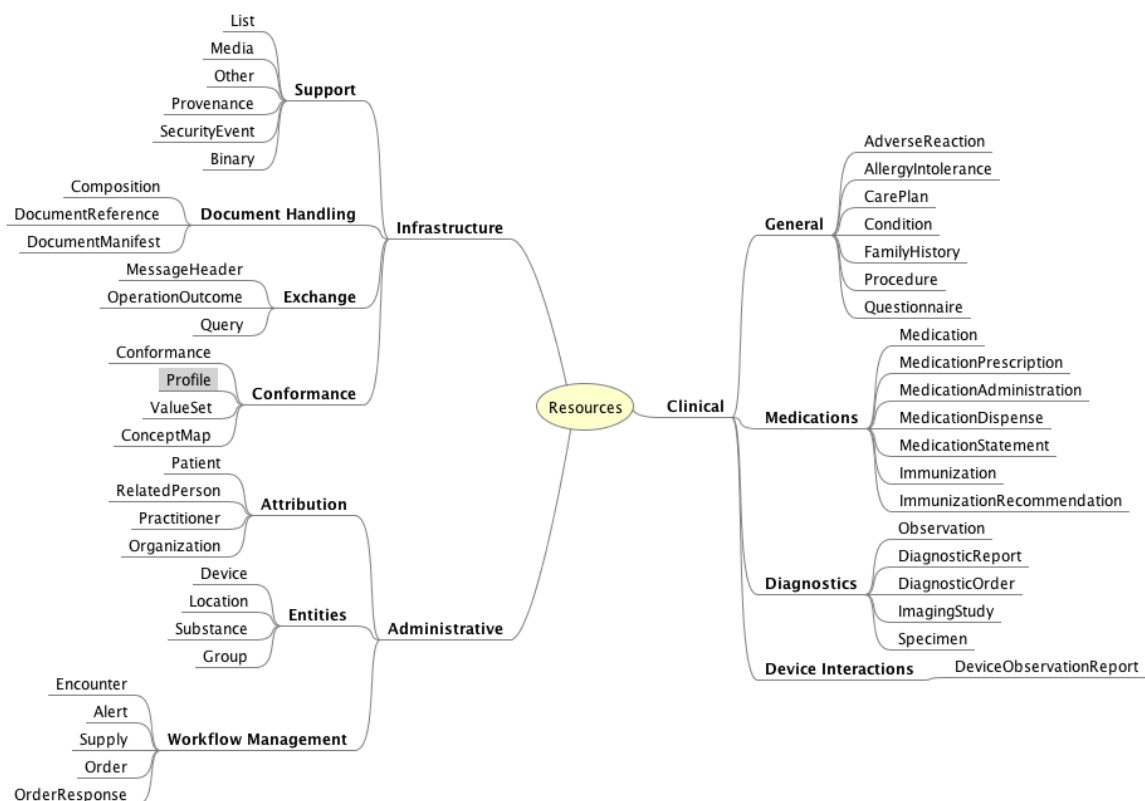 List
Media
Other
Provenance
SecurityEvent
Binary
Support
Composition
DocumentReference
DocumentManifest
Document Handling
MessageHeader
OperationOutcome
Query
Exchange
Conformance
Profile
ValueSet
ConceptMap
Conformance
Infrastructure
Patient
RelatedPerson
Practitioner
Organization
Attribution
Device
Location
Substance
Group
Entities
Encounter
Alert
Supply
Order
OrderResponse
Workflow Management
Administrative
Resources
Clinical
General
AdverseReaction
AllergyIntolerance
CarePlan
Condition
FamilyHistory
Procedure
Questionnaire
Medications
Medication
MedicationPrescription
MedicationAdministration
MedicationDispense
MedicationStatement
Immunization
ImmunizationRecommendation
Diagnostics
Observation
DiagnosticReport
DiagnosticOrder
ImagingStudy
Specimen
Device Interactions
DeviceObservationReport